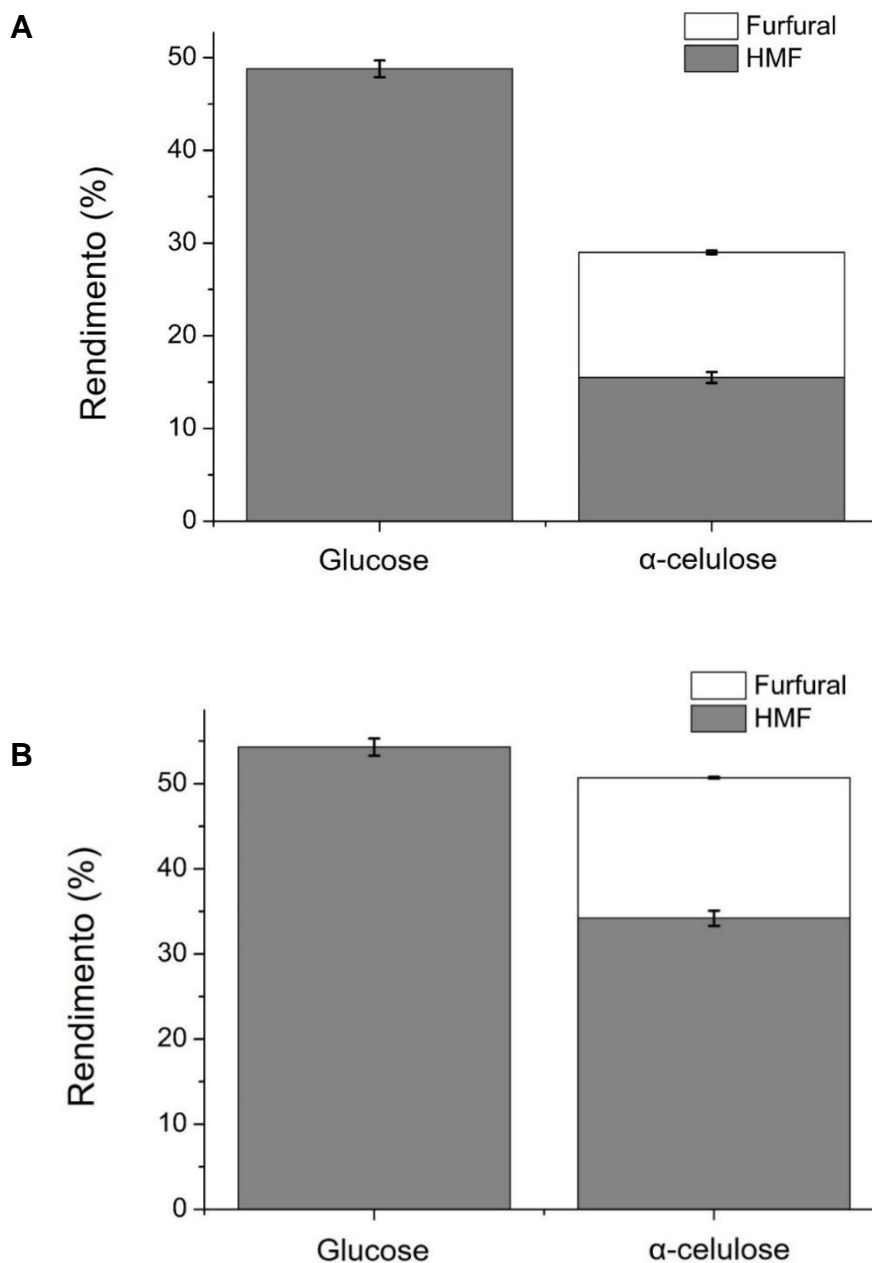 A
Furfural
HMF
Rendimento (%)
50
40
30
20
10
0
Glucose
α-celulose
B
Furfural
HMF
Rendimento (%)
50
40
30
20
10
0
Glucose
α-celulose